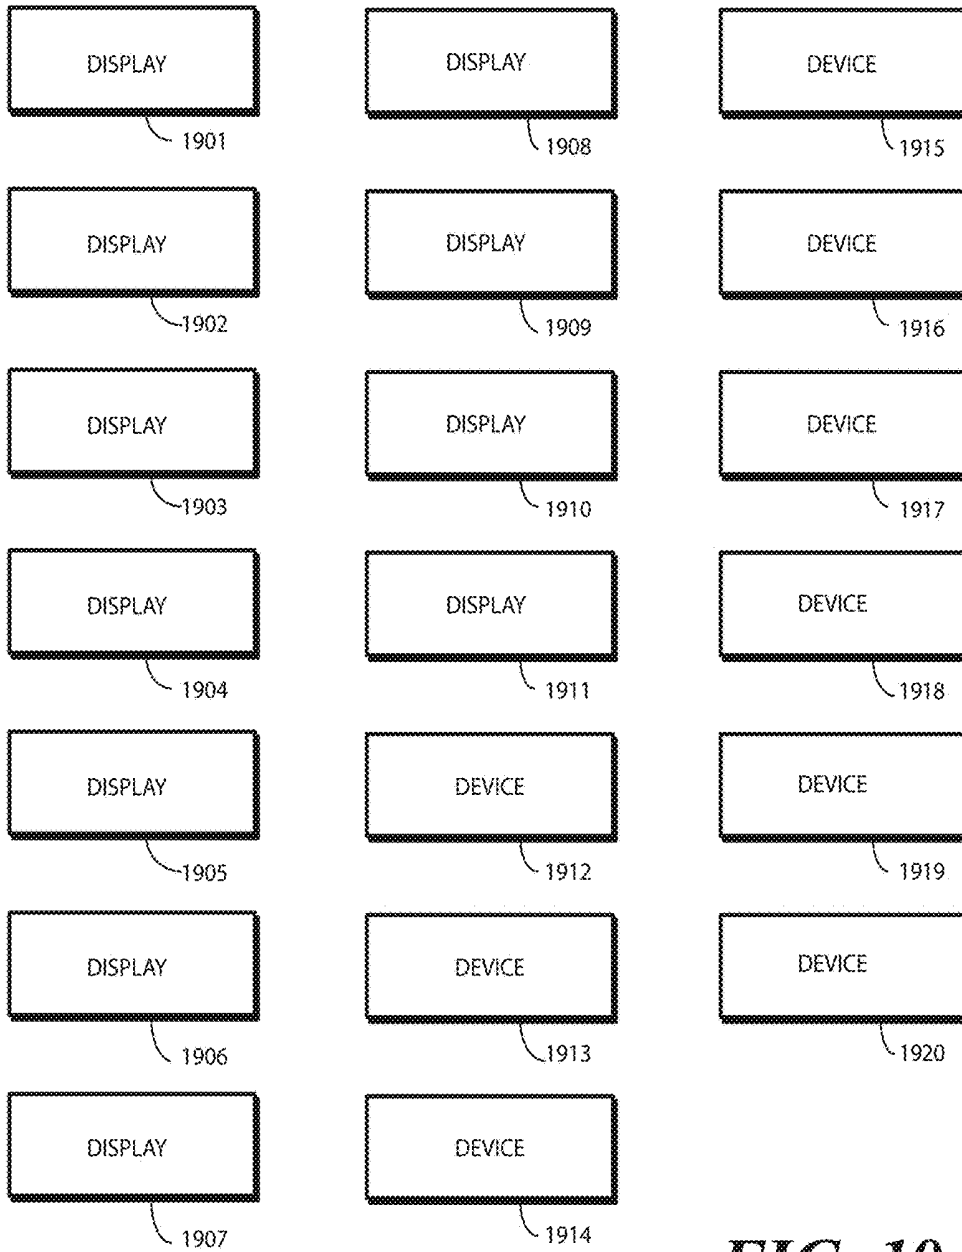 DISPLAY
1901
DISPLAY
1902
DISPLAY
1903
DISPLAY
1904
DISPLAY
1905
DISPLAY
1906
DISPLAY
1907
DISPLAY
1908
DISPLAY
1909
DISPLAY
1910
DISPLAY
1911
DEVICE
1912
DEVICE
1913
DEVICE
1914
DEVICE
1915
DEVICE
1916
DEVICE
1917
DEVICE
1918
DEVICE
1919
DEVICE
1920
FIG. 19